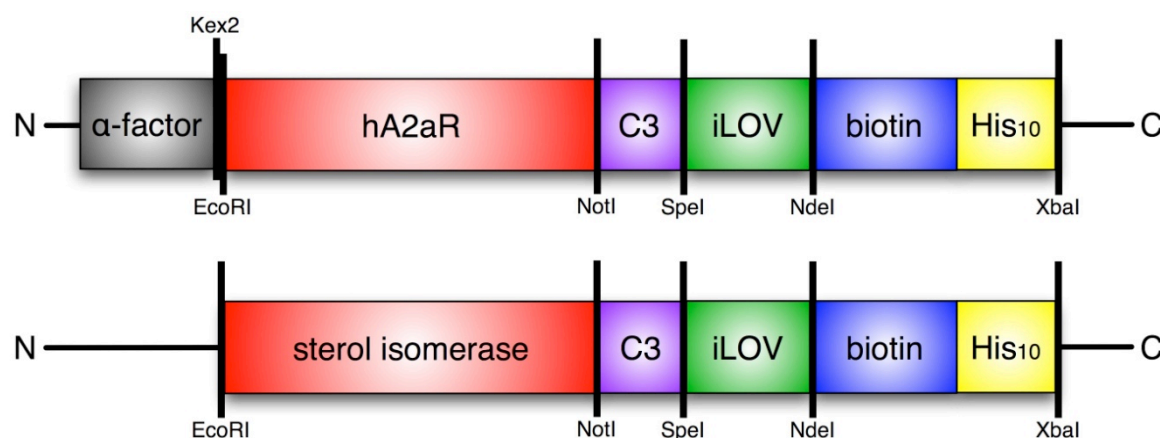 Kex2
N α-factor hA2aR C3 iLOV biotin His10 C
EcoRI NotI SpeI NdeI XbaI
N sterol isomerase C3 iLOV biotin His10 C
EcoRI NotI SpeI NdeI XbaI